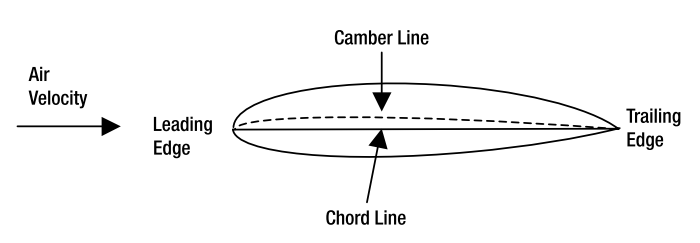 Camber Line
Air
Velocity
Leading
Edge
Trailing
Edge
Chord Line